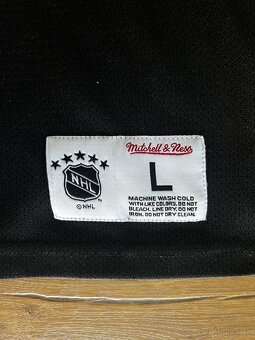 NHL
™
© NHL
Mitchell & Ness
L
MACHINE WASH COLD
WITH LIKE COLORS, DO NOT
BLEACH. LINE DRY. DO NOT
IRON. DO NOT DRY CLEAN.